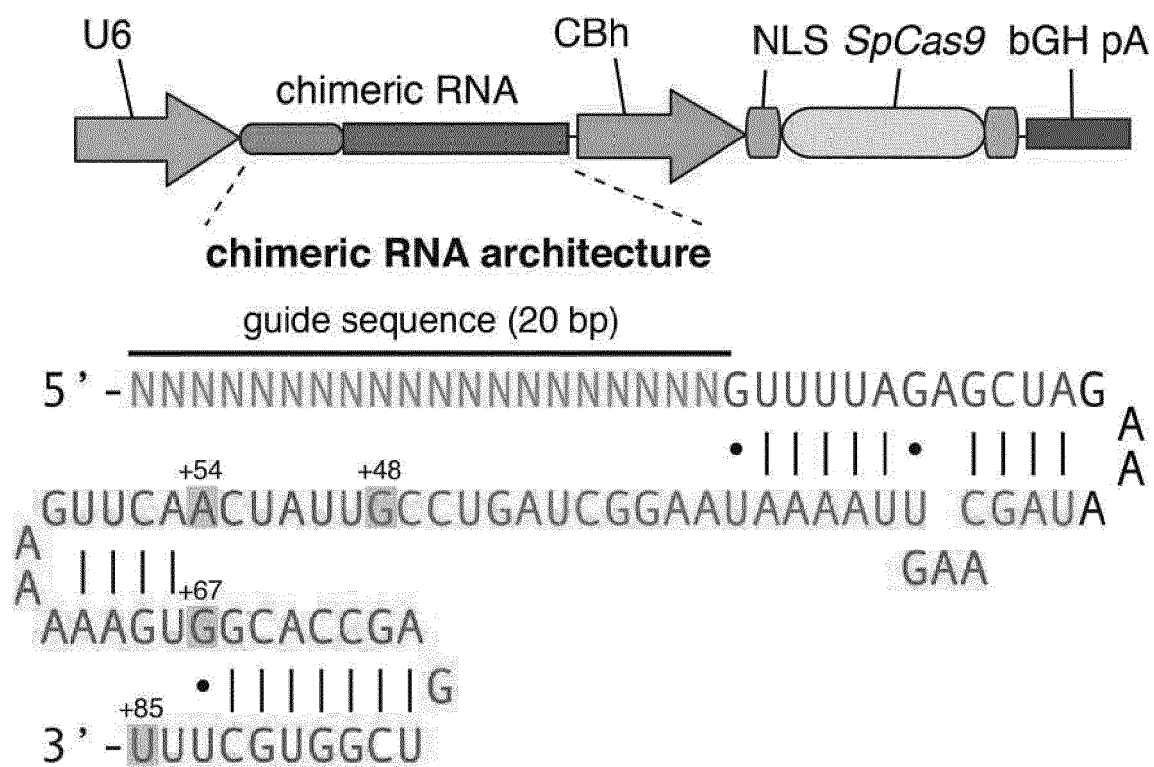 U6
CBh
NLS SpCas9 bGH pA
chimeric RNA
chimeric RNA architecture
guide sequence (20 bp)
5'-NNNNNNNNNNNNNNNNNNNNGUUUUAGAGCUAG
A
A
+54
+48
GUUCAACUAUUGCCUGAUCGGAAUAAAAUU CGAUA
A
A
GAA
+67
AAAGUGGCACCGA
G
+85
3'-UUUCGUGGCU